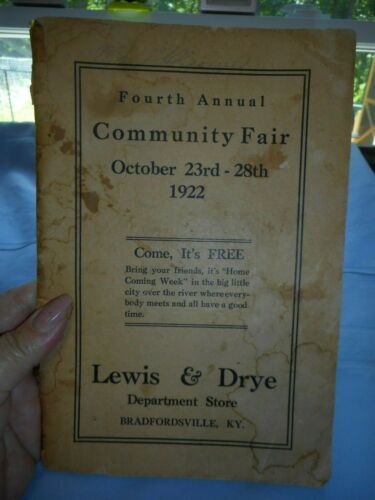 Fourth Annual
Community Fair
October 23rd - 28th
1922
Come, It's FREE
Bring your friends, it's "Home
Coming Week" in the big little
city over the river where every-
body meets and all have a good
time.
Lewis & Drye
Department Store
BRADFORDSVILLE, KY.